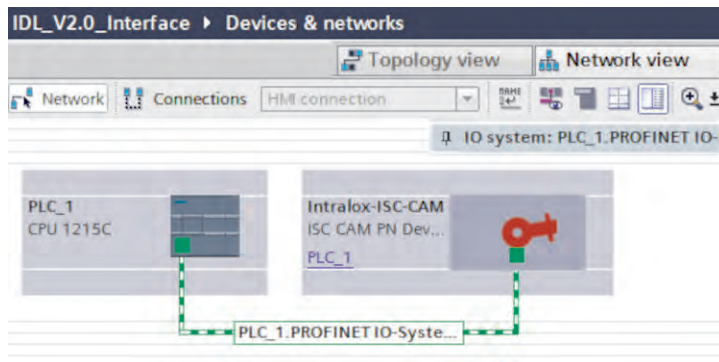 IDL_V2.0_Interface ▸ Devices & networks
Topology view
Network view
Network
Connections
HMI connection
IO system: PLC_1.PROFINET IO-
PLC_1
CPU 1215C
Intralox-ISC-CAM
ISC CAM PN Dev...
PLC_1
PLC_1.PROFINET IO-Syste...